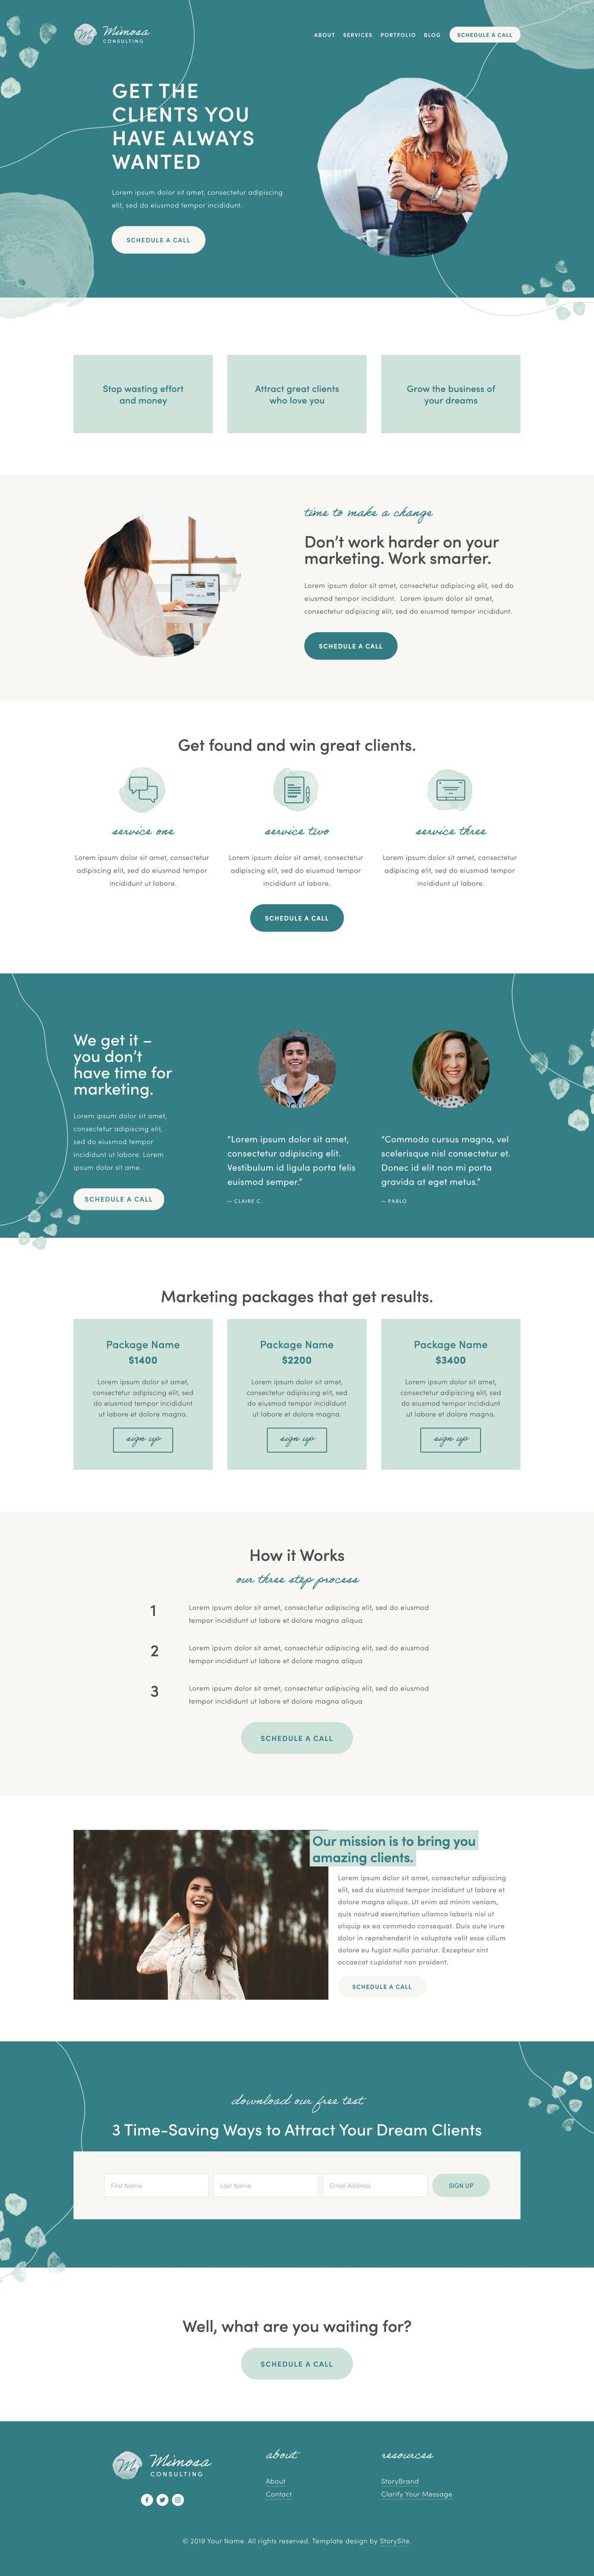 Mimosa
CONSULTING
ABOUT SERVICES PORTFOLIO BLOG SCHEDULE A CALL
GET THE
CLIENTS YOU
HAVE ALWAYS
WANTED
Lorem ipsum dolor sit amet, consectetur adipiscing
elit, sed do eiusmod tempor incididunt.
SCHEDULE A CALL
Stop wasting effort
and money
Attract great clients
who love you
Grow the business of
your dreams
time to make a change
Don’t work harder on your
marketing. Work smarter.
Lorem ipsum dolor sit amet, consectetur adipiscing elit, sed do
eiusmod tempor incididunt.  Lorem ipsum dolor sit amet,
consectetur adipiscing elit, sed do eiusmod tempor incididunt.
SCHEDULE A CALL
Get found and win great clients.
service one
Lorem ipsum dolor sit amet, consectetur
adipiscing elit, sed do eiusmod tempor
incididunt ut labore.
service two
Lorem ipsum dolor sit amet, consectetur
adipiscing elit, sed do eiusmod tempor
incididunt ut labore.
service three
Lorem ipsum dolor sit amet, consectetur
adipiscing elit, sed do eiusmod tempor
incididunt ut labore.
SCHEDULE A CALL
We get it –
you don’t
have time for
marketing.
Lorem ipsum dolor sit amet,
consectetur adipiscing elit,
sed do eiusmod tempor
incididunt ut labore. Lorem
ipsum dolor sit ame.
SCHEDULE A CALL
“Lorem ipsum dolor sit amet,
consectetur adipiscing elit.
Vestibulum id ligula porta felis
euismod semper.”
— CLAIRE C.
“Commodo cursus magna, vel
scelerisque nisl consectetur et.
Donec id elit non mi porta
gravida at eget metus.”
— PABLO
Marketing packages that get results.
Package Name
$1400
Lorem ipsum dolor sit amet,
consectetur adipiscing elit, sed
do eiusmod tempor incididunt
ut labore et dolore magna.
sign up
Package Name
$2200
Lorem ipsum dolor sit amet,
consectetur adipiscing elit, sed
do eiusmod tempor incididunt
ut labore et dolore magna.
sign up
Package Name
$3400
Lorem ipsum dolor sit amet,
consectetur adipiscing elit, sed
do eiusmod tempor incididunt
ut labore et dolore magna.
sign up
How it Works
our three step process
1
Lorem ipsum dolor sit amet, consectetur adipiscing elit, sed do eiusmod
tempor incididunt ut labore et dolore magna aliqua
2
Lorem ipsum dolor sit amet, consectetur adipiscing elit, sed do eiusmod
tempor incididunt ut labore et dolore magna aliqua
3
Lorem ipsum dolor sit amet, consectetur adipiscing elit, sed do eiusmod
tempor incididunt ut labore et dolore magna aliqua
SCHEDULE A CALL
Our mission is to bring you
amazing clients.
Lorem ipsum dolor sit amet, consectetur adipiscing
elit, sed do eiusmod tempor incididunt ut labore et
dolore magna aliqua. Ut enim ad minim veniam,
quis nostrud exercitation ullamco laboris nisi ut
aliquip ex ea commodo consequat. Duis aute irure
dolor in reprehenderit in voluptate velit esse cillum
dolore eu fugiat nulla pariatur. Excepteur sint
occaecat cupidatat non proident.
SCHEDULE A CALL
download our free test
3 Time-Saving Ways to Attract Your Dream Clients
First Name
Last Name
Email Address
SIGN UP
Well, what are you waiting for?
SCHEDULE A CALL
Mimosa
CONSULTING
about
About
Contact
resources
StoryBrand
Clarify Your Message
© 2019 Your Name. All rights reserved. Template design by StorySite.